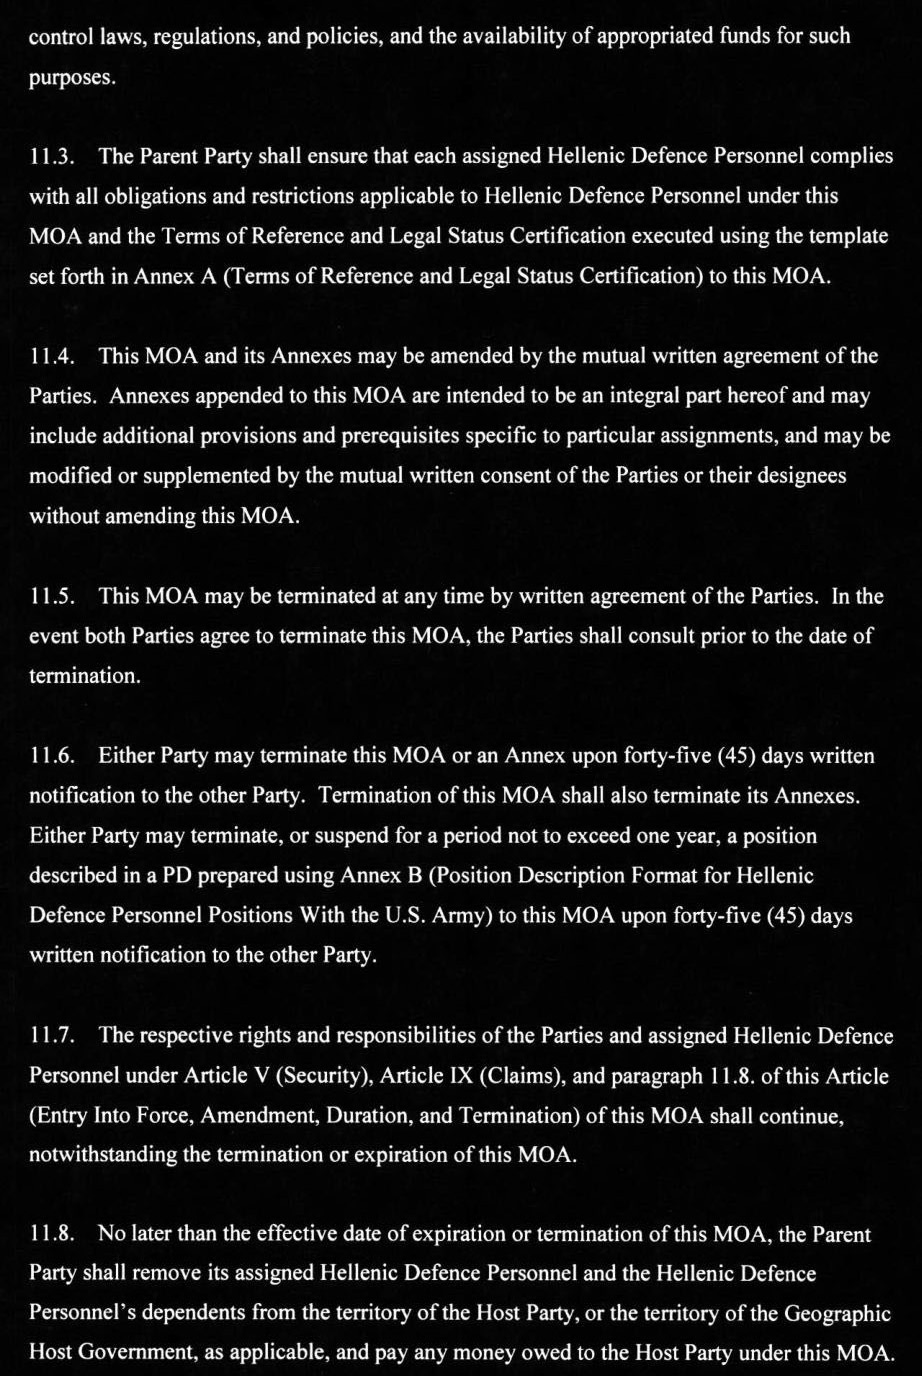 control laws, regulations, and policies, and the availability of appropriated funds for such
purposes.
11.3. The Parent Party shall ensure that each assigned Hellenic Defence Personnel complies
with all obligations and restrictions applicable to Hellenic Defence Personnel under this
MOA and the Terms of Reference and Legal Status Certification executed using the template
set forth in Annex A (Terms of Reference and Legal Status Certification) to this MOA.
11.4. This MOA and its Annexes may be amended by the mutual written agreement of the
Parties. Annexes appended to this MOA are intended to be an integral part hereof and may
include additional provisions and prerequisites specific to particular assignments, and may be
modified or supplemented by the mutual written consent of the Parties or their designees
without amending this MOA.
11.5. This MOA may be terminated at any time by written agreement of the Parties. In the
event both Parties agree to terminate this MOA, the Parties shall consult prior to the date of
termination.
11.6. Either Party may terminate this MOA or an Annex upon forty-five (45) days written
notification to the other Party. Termination of this MOA shall also terminate its Annexes.
Either Party may terminate, or suspend for a period not to exceed one year, a position
described in a PD prepared using Annex B (Position Description Format for Hellenic
Defence Personnel Positions With the U.S. Army) to this MOA upon forty-five (45) days
written notification to the other Party.
11.7. The respective rights and responsibilities of the Parties and assigned Hellenic Defence
Personnel under Article V (Security), Article IX (Claims), and paragraph 11.8. of this Article
(Entry Into Force, Amendment, Duration, and Termination) of this MOA shall continue,
notwithstanding the termination or expiration of this MOA.
11.8. No later than the effective date of expiration or termination of this MOA, the Parent
Party shall remove its assigned Hellenic Defence Personnel and the Hellenic Defence
Personnel's dependents from the territory of the Host Party, or the territory of the Geographic
Host Government, as applicable, and pay any money owed to the Host Party under this MOA.